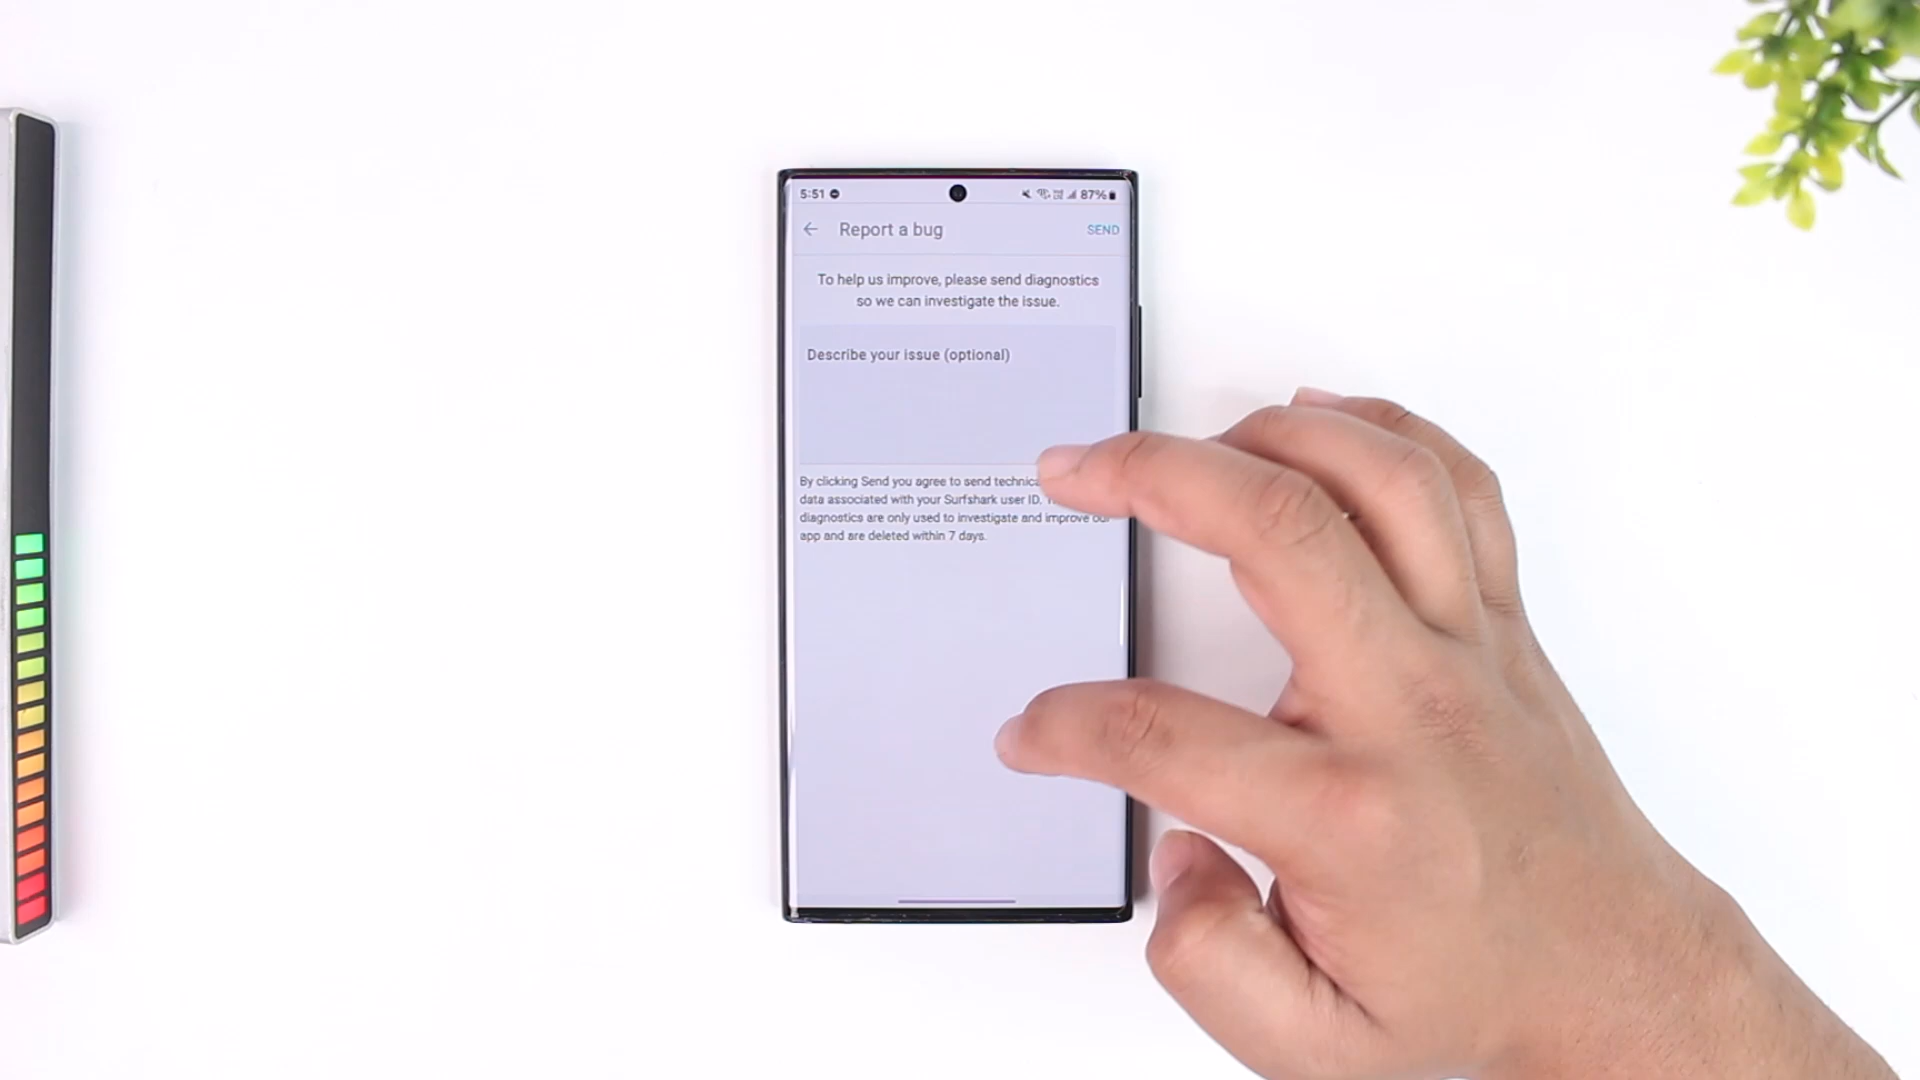 5:51
87%
Report a bug
SEND
To help us improve, please send diagnostics
so we can investigate the issue.
Describe your issue (optional)
By clicking Send you agree to send
data associated with your Surfshark user ID.
diagnostics are only used to investigate and improve our
app and are deleted within 7 days.